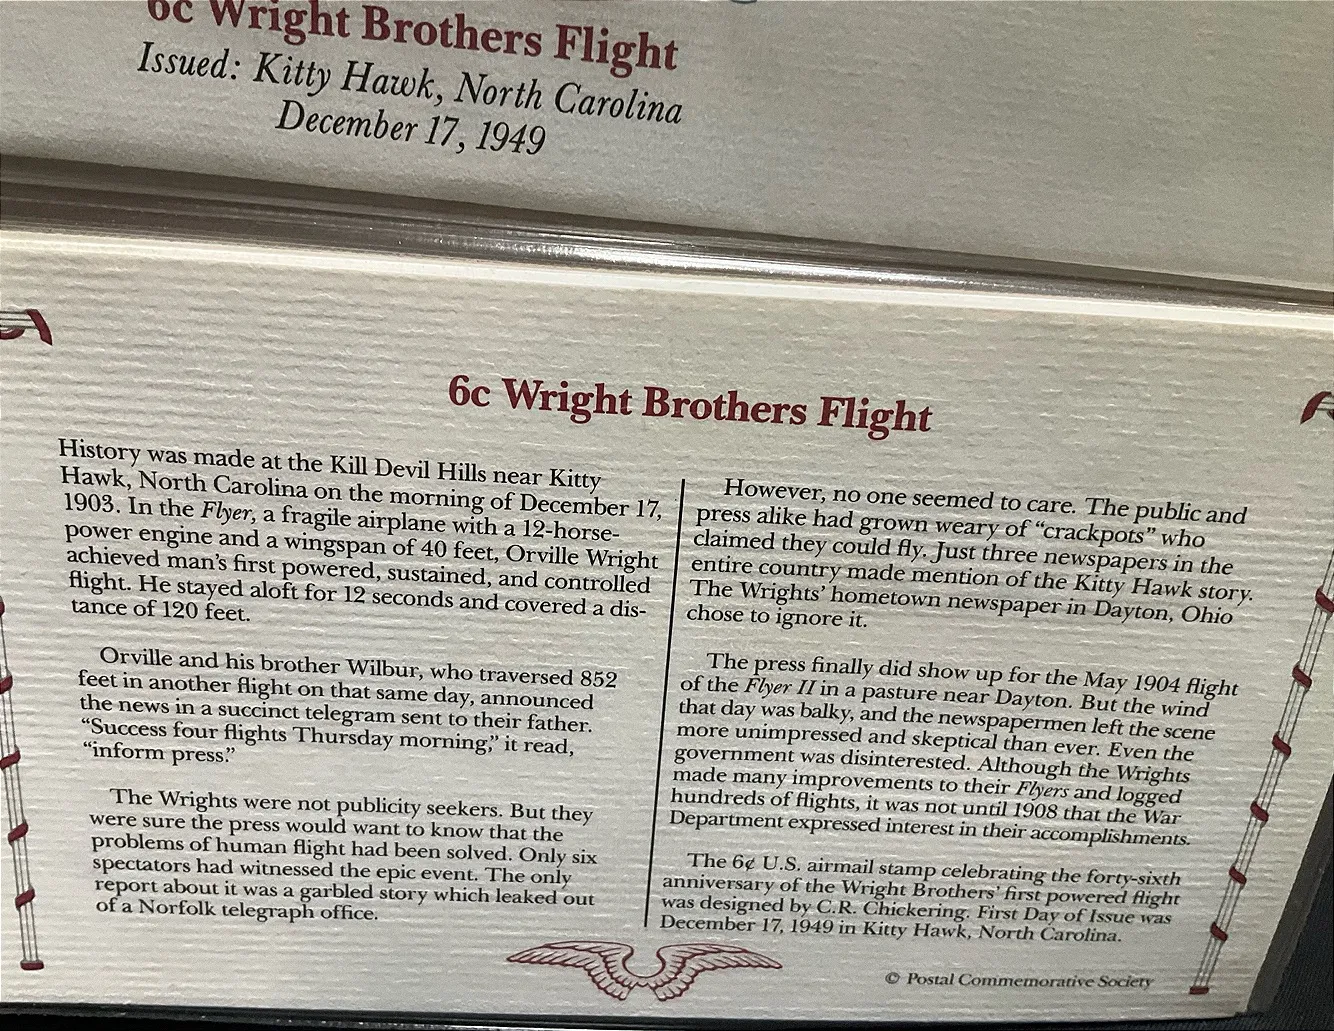 6c Wright Brothers Flight
Issued: Kitty Hawk, North Carolina
December 17, 1949
6c Wright Brothers Flight
History was made at the Kill Devil Hills near Kitty
Hawk, North Carolina on the morning of December 17,
1903. In the Flyer, a fragile airplane with a 12-horse-
power engine and a wingspan of 40 feet, Orville Wright
achieved man's first powered, sustained, and controlled
flight. He stayed aloft for 12 seconds and covered a dis-
tance of 120 feet.
Orville and his brother Wilbur, who traversed 852
feet in another flight on that same day, announced
the news in a succinct telegram sent to their father.
“Success four flights Thursday morning,” it read,
“inform press.”
The Wrights were not publicity seekers. But they
were sure the press would want to know that the
problems of human flight had been solved. Only six
spectators had witnessed the epic event. The only
report about it was a garbled story which leaked out
of a Norfolk telegraph office.
However, no one seemed to care. The public and
press alike had grown weary of “crackpots” who
claimed they could fly. Just three newspapers in the
entire country made mention of the Kitty Hawk story.
The Wrights' hometown newspaper in Dayton, Ohio
chose to ignore it.
The press finally did show up for the May 1904 flight
of the Flyer II in a pasture near Dayton. But the wind
that day was balky, and the newspapermen left the scene
more unimpressed and skeptical than ever. Even the
government was disinterested. Although the Wrights
made many improvements to their Flyers and logged
hundreds of flights, it was not until 1908 that the War
Department expressed interest in their accomplishments.
The 6¢ U.S. airmail stamp celebrating the forty-sixth
anniversary of the Wright Brothers' first powered flight
was designed by C.R. Chickering. First Day of Issue was
December 17, 1949 in Kitty Hawk, North Carolina.
© Postal Commemorative Society